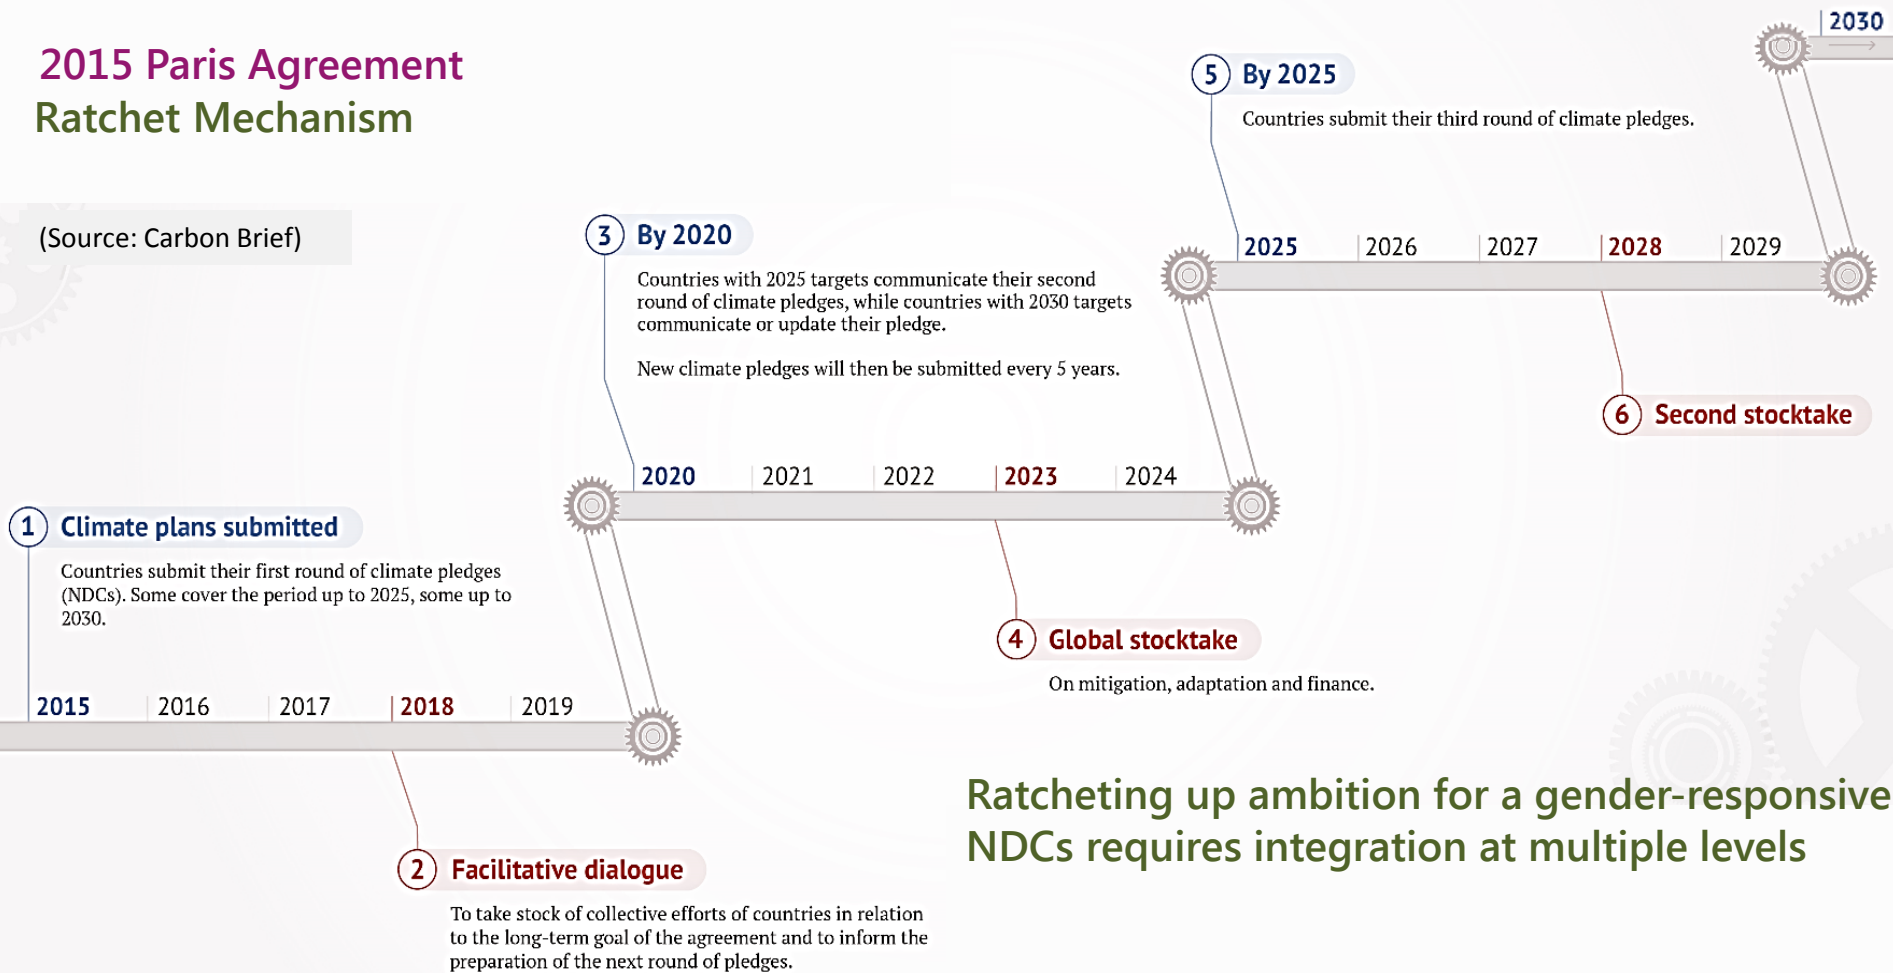 2015 Paris Agreement
Ratchet Mechanism
(Source: Carbon Brief)
1 Climate plans submitted
Countries submit their first round of climate pledges
(NDCs). Some cover the period up to 2025, some up to
2030.
2015 2016 2017 2018 2019
2 Facilitative dialogue
To take stock of collective efforts of countries in relation
to the long-term goal of the agreement and to inform the
preparation of the next round of pledges.
3 By 2020
Countries with 2025 targets communicate their second
round of climate pledges, while countries with 2030 targets
communicate or update their pledge.
New climate pledges will then be submitted every 5 years.
2020 2021 2022 2023 2024
4 Global stocktake
On mitigation, adaptation and finance.
5 By 2025
Countries submit their third round of climate pledges.
2025 2026 2027 2028 2029
6 Second stocktake
2030
Ratcheting up ambition for a gender-responsive
NDCs requires integration at multiple levels